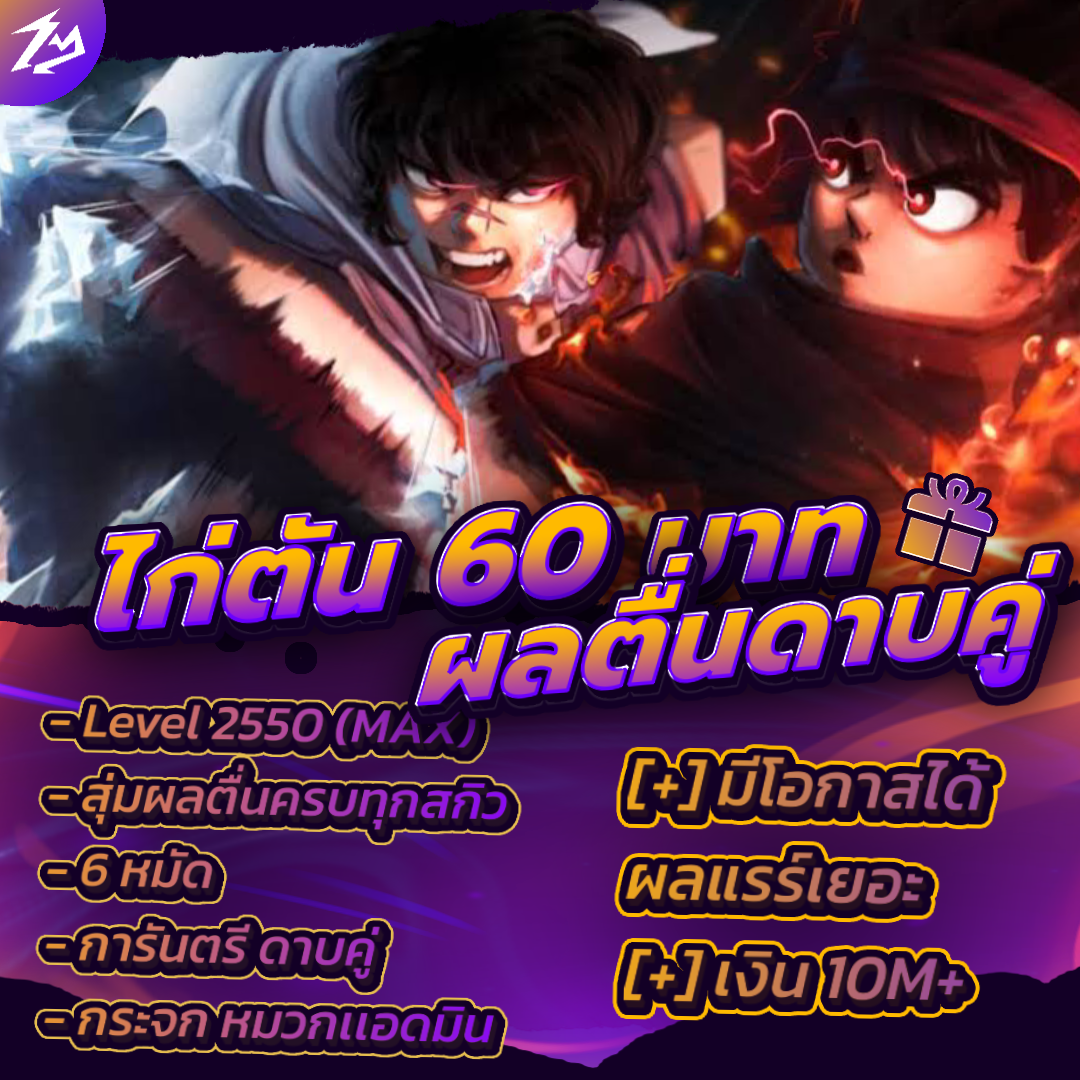 ZM
ไก่ตัน 60 บาท
ผลตื่นดาบคู่
- Level 2550 (MAX)
- สุ่มผลตื่นครบทุกสกิว
- 6 หมัด
- การันตรี ดาบคู่
- กระจก หมวกแอดมิน
[+] มีโอกาสได้
ผลแรร์เยอะ
[+] เงิน 10M+